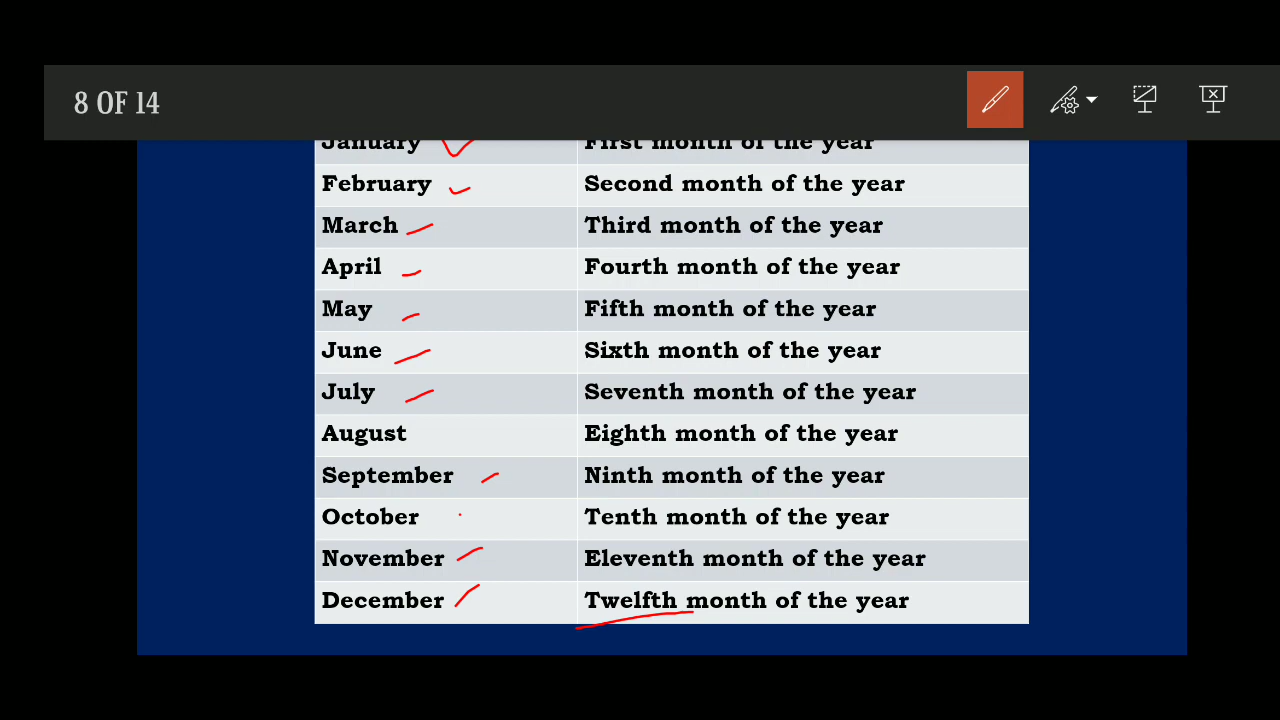 8 OF 14
January First month of the year
February Second month of the year
March Third month of the year
April Fourth month of the year
May Fifth month of the year
June Sixth month of the year
July Seventh month of the year
August Eighth month of the year
September Ninth month of the year
October Tenth month of the year
November Eleventh month of the year
December Twelfth month of the year